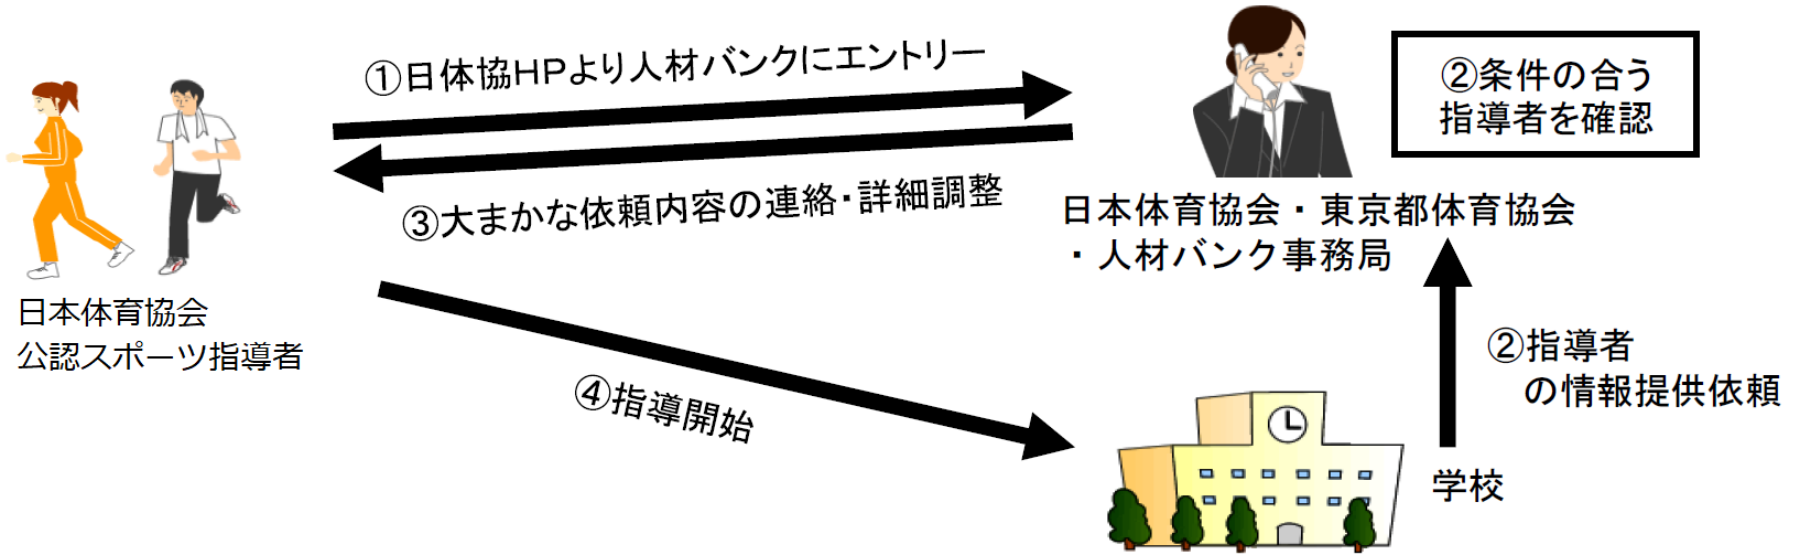 ①日体協HPより人材バンクにエントリー
②条件の合う
指導者を確認
③大まかな依頼内容の連絡・詳細調整
日本体育協会・東京都体育協会
・人材バンク事務局
日本体育協会
公認スポーツ指導者
②指導者
の情報提供依頼
④指導開始
学校